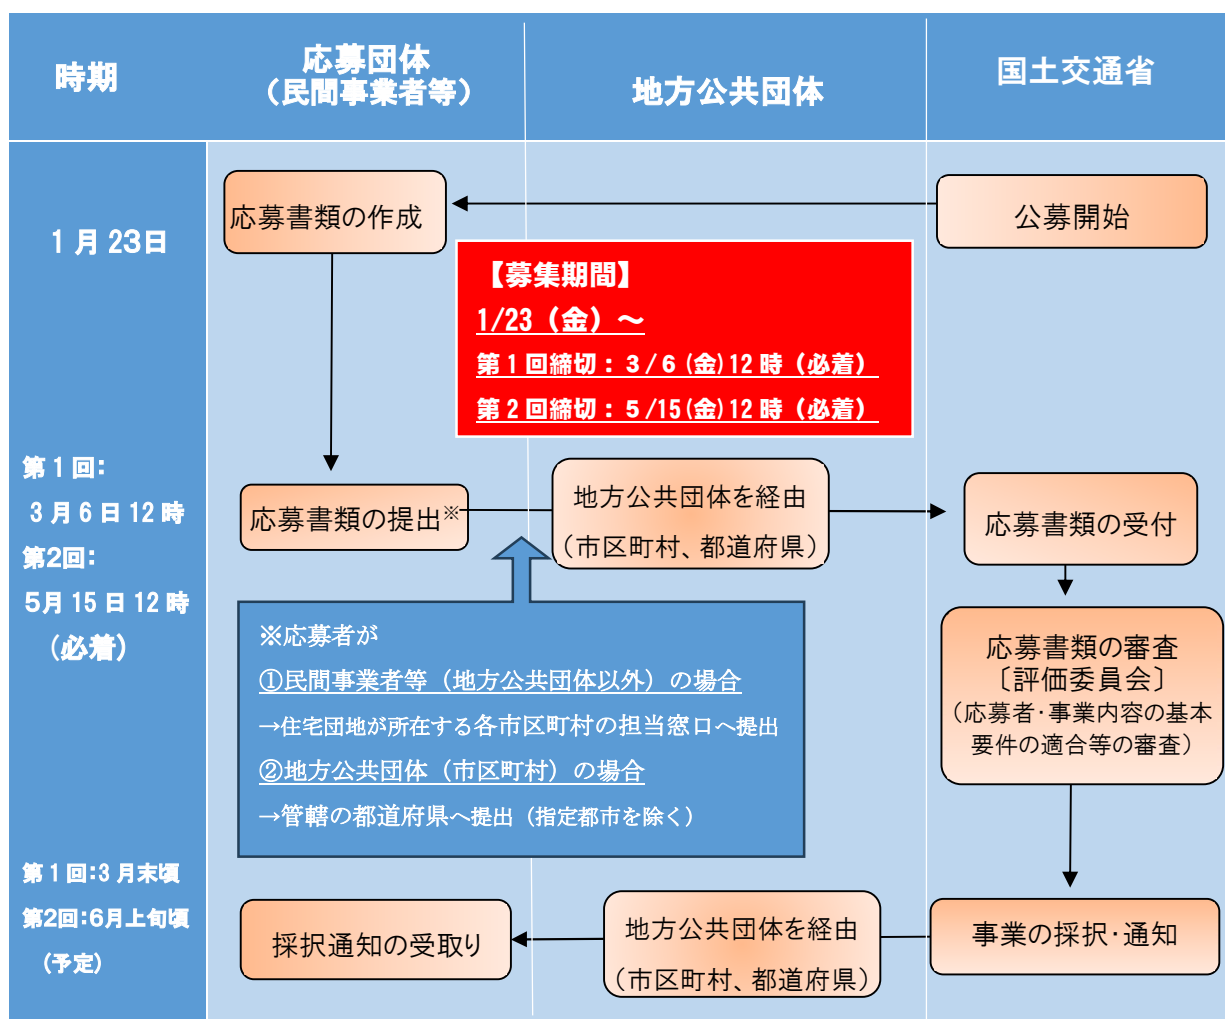 時期
応募団体
（民間事業者等）
地方公共団体
国土交通省
1月23日
応募書類の作成
公募開始
【募集期間】
1/23（金）～
第1回締切：３/６(金)12時（必着）
第2回締切：５/15(金)12時（必着）
第1回：
3月6日12時
第2回：
5月15日12時
（必着）
応募書類の提出※
地方公共団体を経由
（市区町村、都道府県）
応募書類の受付
※応募者が
①民間事業者等（地方公共団体以外）の場合
→住宅団地が所在する各市区町村の担当窓口へ提出
②地方公共団体（市区町村）の場合
→管轄の都道府県へ提出（指定都市を除く）
応募書類の審査
〔評価委員会〕
（応募者・事業内容の基本
要件の適合等の審査）
第1回：3月末頃
第2回：6月上旬頃
（予定）
採択通知の受取り
地方公共団体を経由
（市区町村、都道府県）
事業の採択・通知